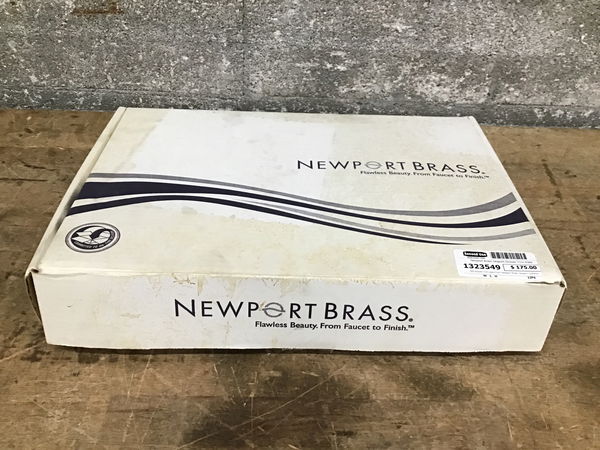 NEWPORT BRASS®
Flawless Beauty. From Faucet to Finish.™
1323549 $ 175.00
NEWPORT BRASS®
Flawless Beauty. From Faucet to Finish.™